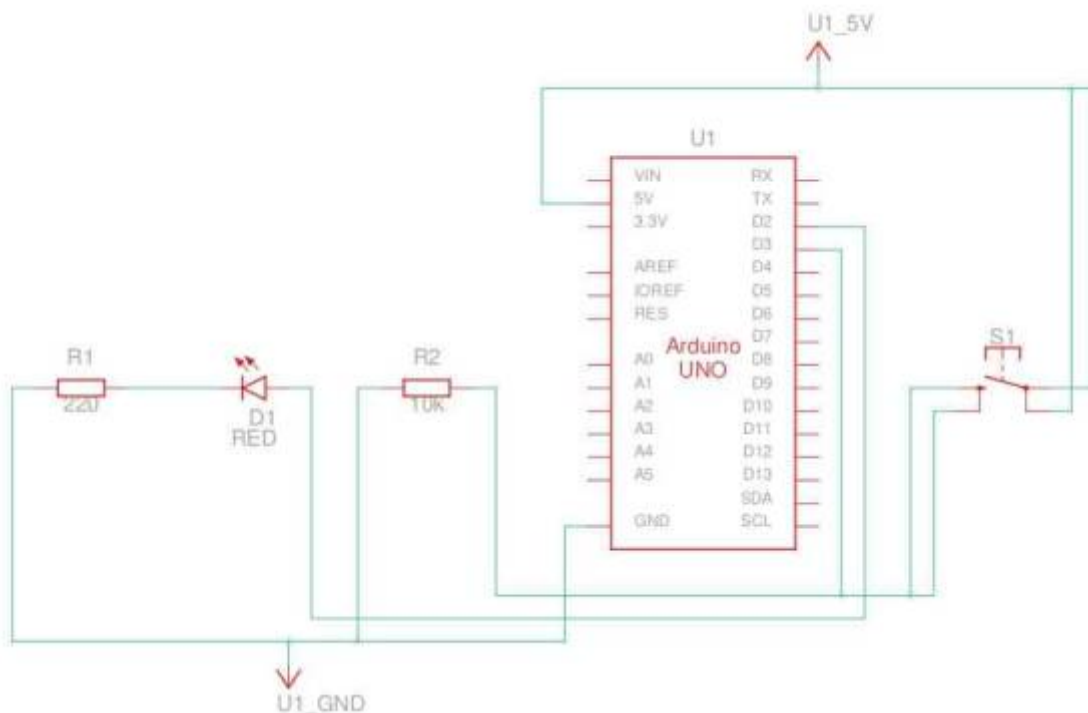 U1_5V
U1
VIN RX
5V TX
3.3V D2
D3
AREF D4
IOREF D5
RES D6
D7
Arduino
UNO
A0 D8
A1 D9
A2 D10
A3 D11
A4 D12
A5 D13
SDA
GND SCL
R1
220
D1
RED
R2
10k
S1
U1_GND